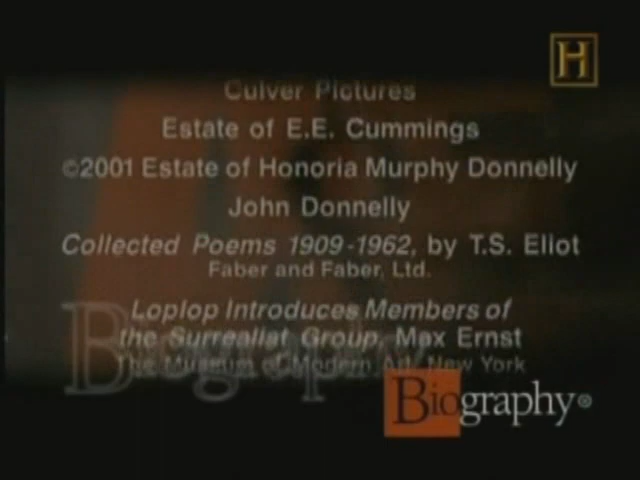 H
Culver Pictures
Estate of E.E. Cummings
©2001 Estate of Honoria Murphy Donnelly
John Donnelly
Collected Poems 1909-1962, by T.S. Eliot
Faber and Faber, Ltd.
Loplop Introduces Members of
the Surrealist Group, Max Ernst
The Museum of Modern Art, New York
Biography
Biography®